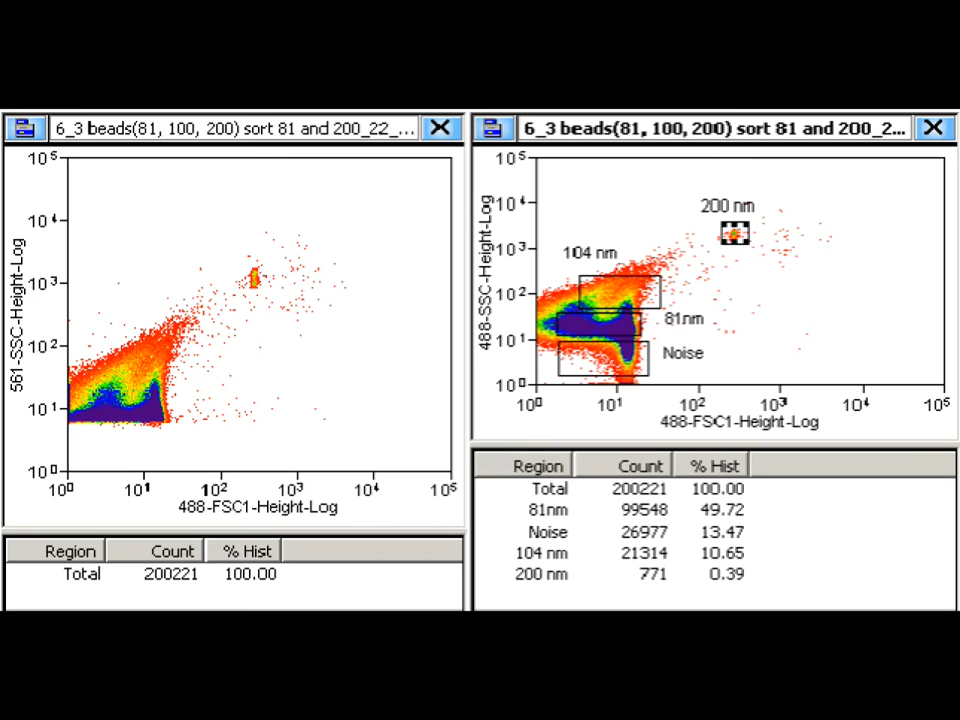 6_3 beads(81, 100, 200) sort 81 and 200_22_...
10⁵
10⁴
10³
10²
10¹
10⁰
561-SSC-Height-Log
10⁰ 10¹ 10² 10³ 10⁴ 10⁵
488-FSC1-Height-Log
Region Count % Hist
Total 200221 100.00
6_3 beads(81, 100, 200) sort 81 and 200_2...
10⁵
10⁴
10³
10²
10¹
10⁰
488-SSC-Height-Log
200 nm
104 nm
81nm
Noise
10⁰ 10¹ 10² 10³ 10⁴ 10⁵
488-FSC1-Height-Log
Region Count % Hist
Total 200221 100.00
81nm 99548 49.72
Noise 26977 13.47
104 nm 21314 10.65
200 nm 771 0.39